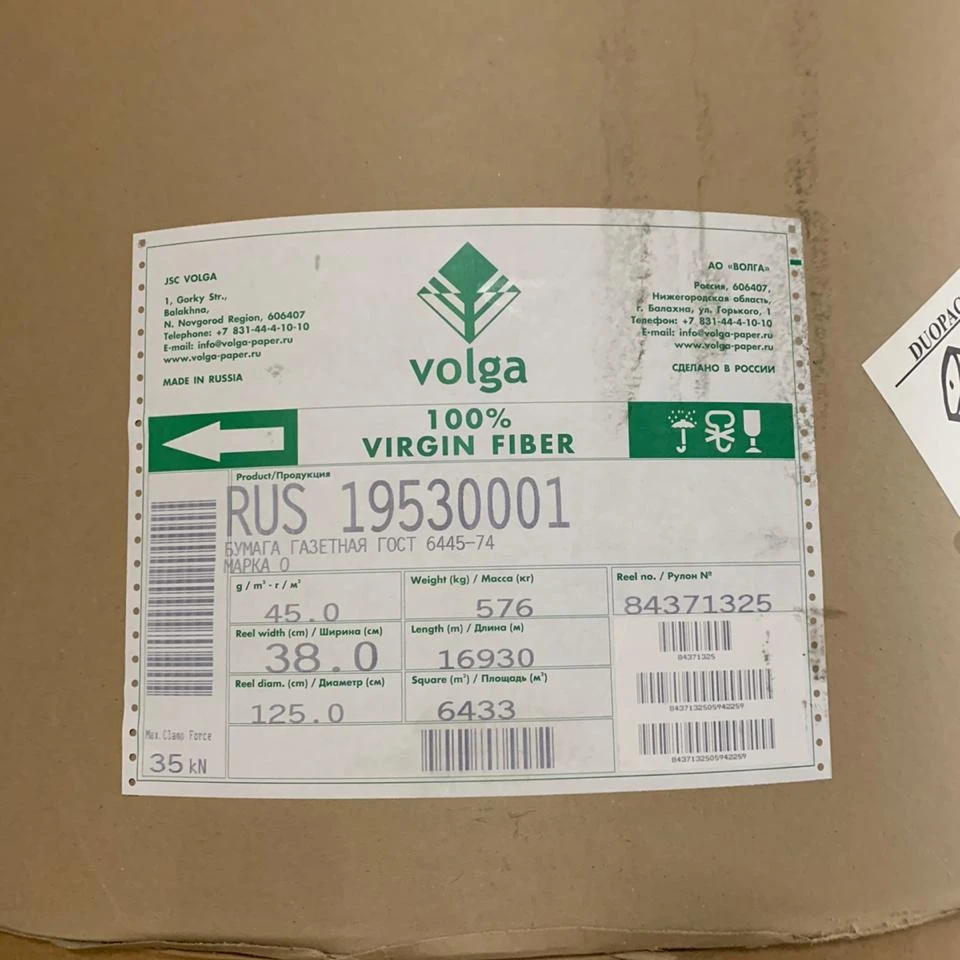 JSC VOLGA
1, Gorky Str.,
Balakhna,
N. Novgorod Region, 606407
Telephone: +7 831-44-4-10-10
E-mail: info@volga-paper.ru
www.volga-paper.ru
MADE IN RUSSIA
volga
АО «ВОЛГА»
Россия, 606407,
Нижегородская область,
г. Балахна, ул. Горького, 1
Телефон: +7 831-44-4-10-10
E-mail: info@volga-paper.ru
www.volga-paper.ru
СДЕЛАНО В РОССИИ
100%
VIRGIN FIBER
Product/Продукция
RUS 19530001
БУМАГА ГАЗЕТНАЯ ГОСТ 6445-74
МАРКА О
g / m² - г / м²
45.0
Weight (kg) / Масса (кг)
576
Reel no. / Рулон №
84371325
Reel width (cm) / Ширина (см)
38.0
Length (m) / Длина (м)
16930
Reel diam. (cm) / Диаметр (см)
125.0
Square (m²) / Площадь (м²)
6433
84371325
8437132505942259
8437132505942259
Max.Clamp Force
35 kN
DUOPAC